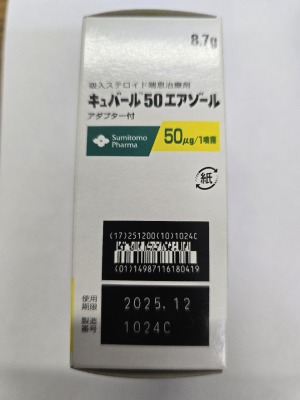 8.7g
吸入ステロイド喘息治療剤
キュバール™50エアゾール
アダプター付
Sumitomo
Pharma
50μg/1噴霧
紙
(17)251200(10)1024C
(01)14987116180419
使用
期限
2025.12
製造
番号
1024C